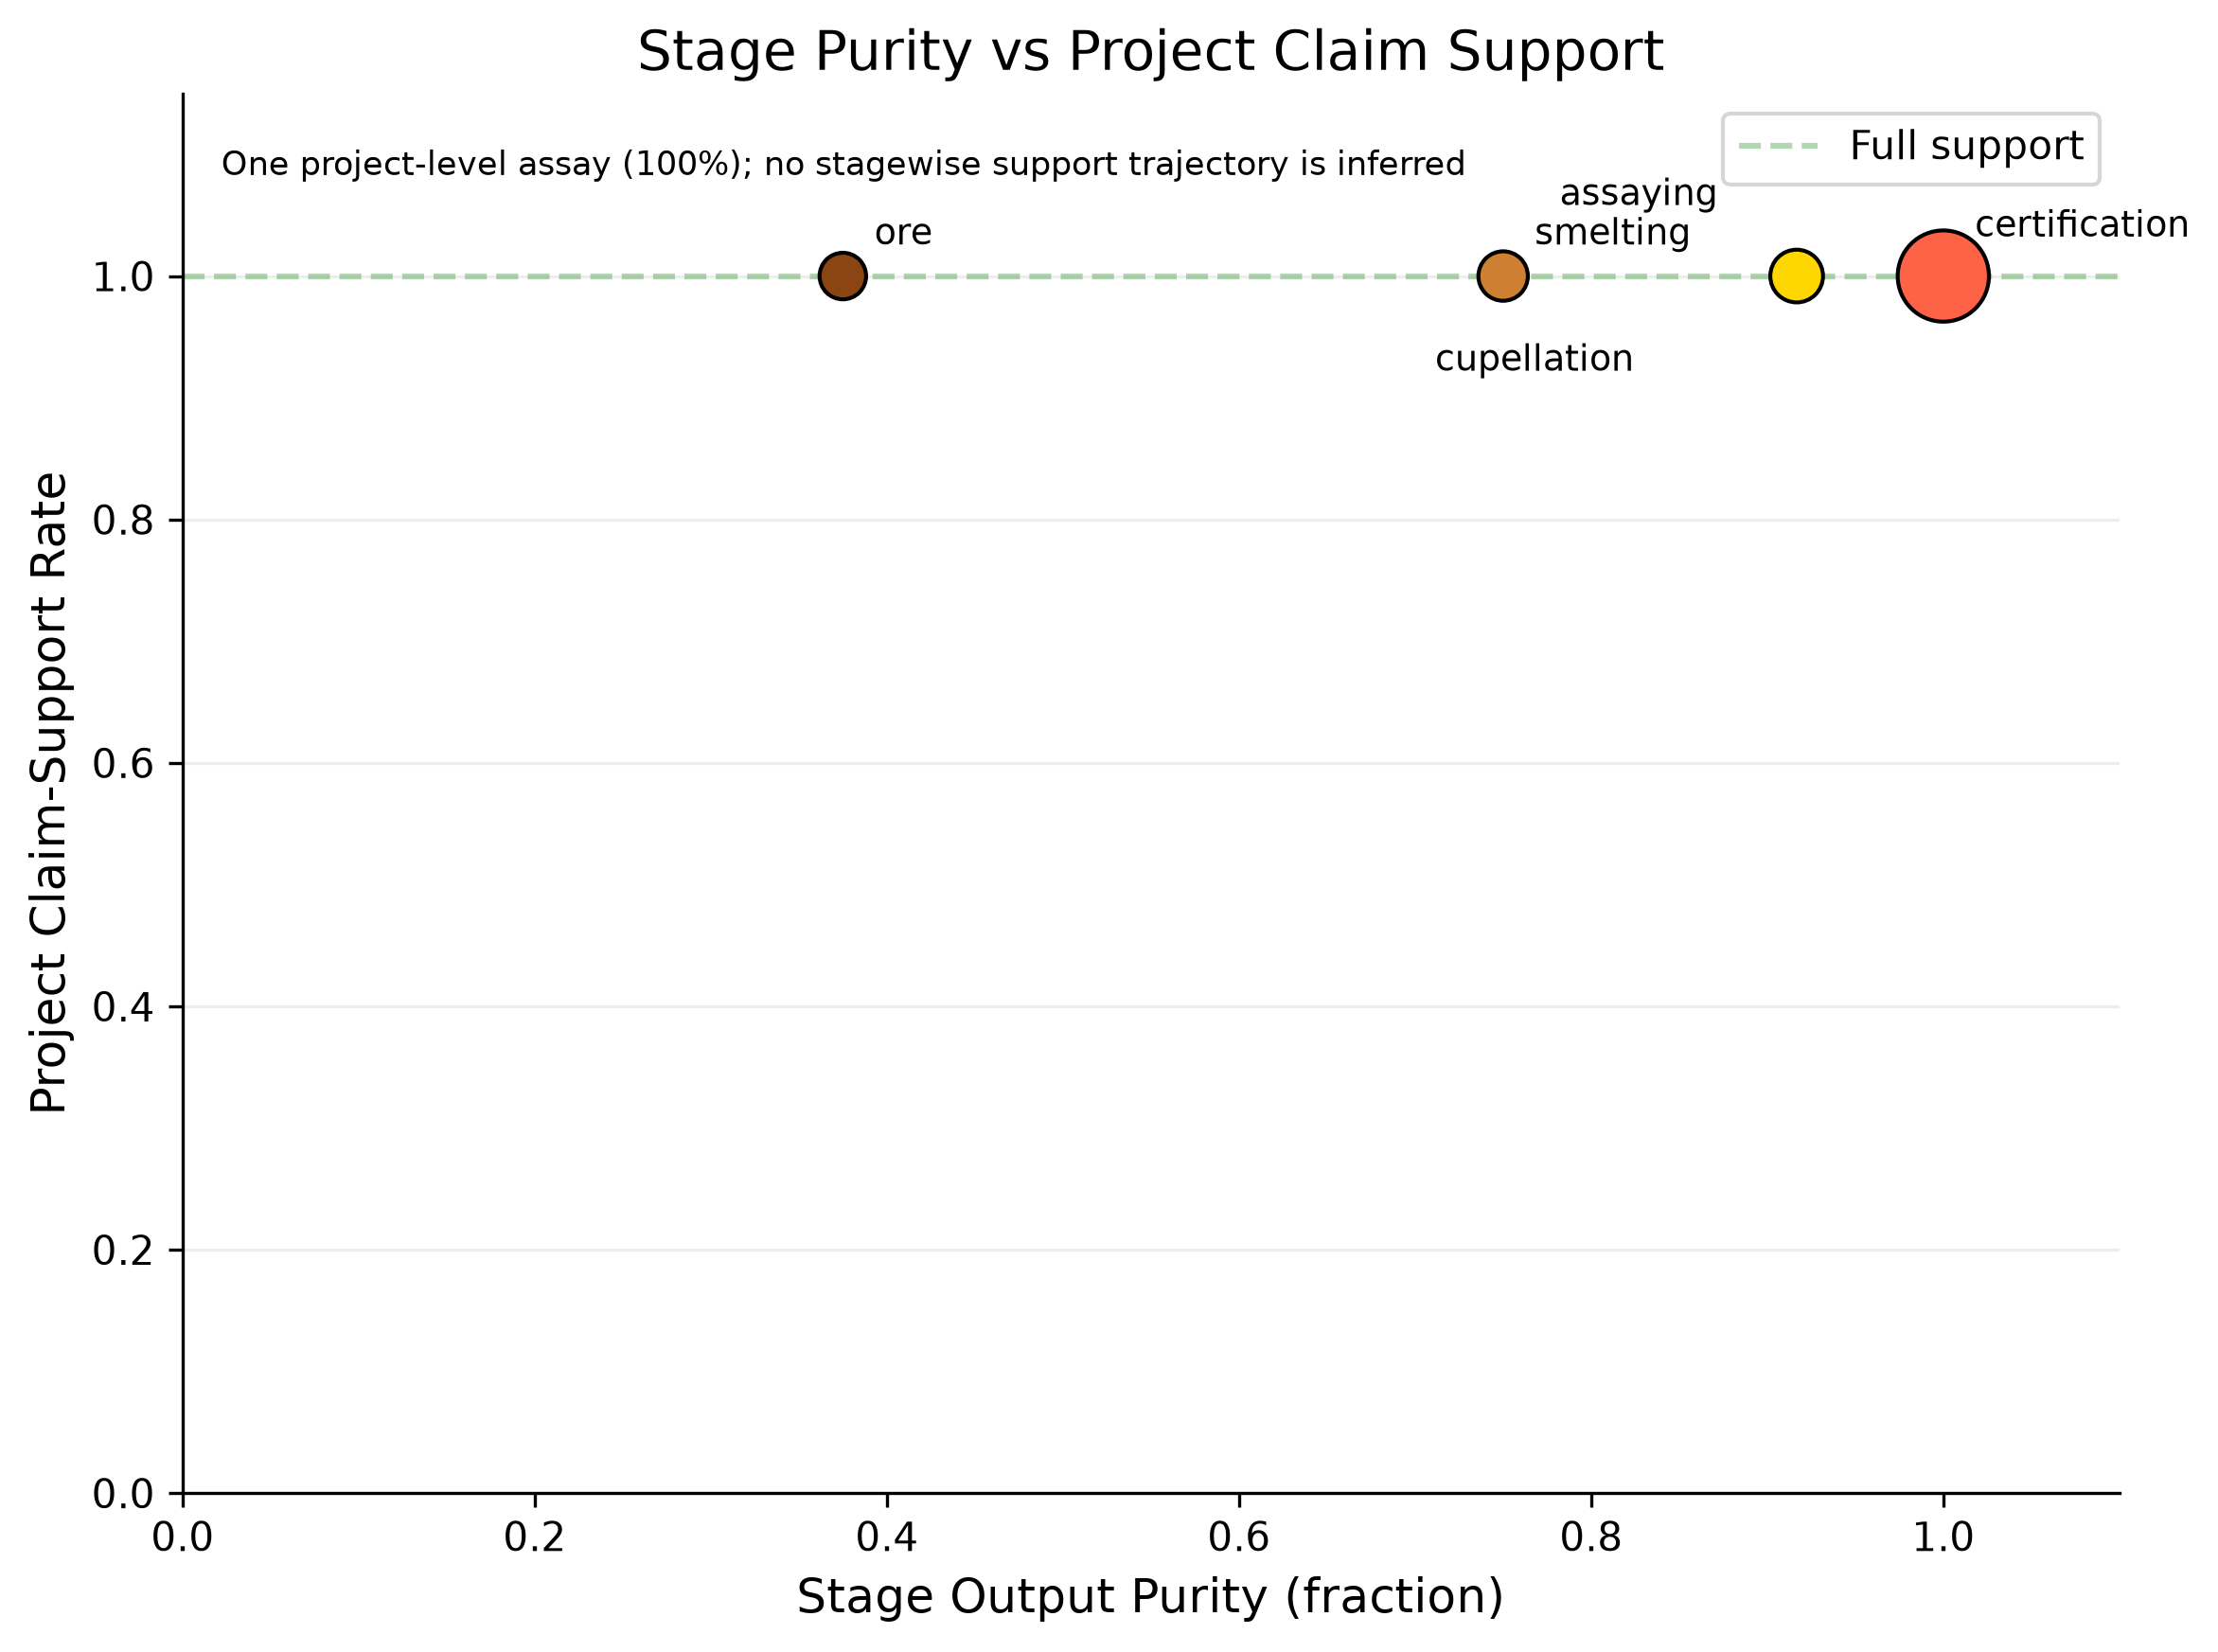 Stage Purity vs Project Claim Support
Full support
One project-level assay (100%); no stagewise support trajectory is inferred
assaying
ore
smelting
certification
cupellation
Project Claim-Support Rate
1.0
0.8
0.6
0.4
0.2
0.0
0.0 0.2 0.4 0.6 0.8 1.0
Stage Output Purity (fraction)